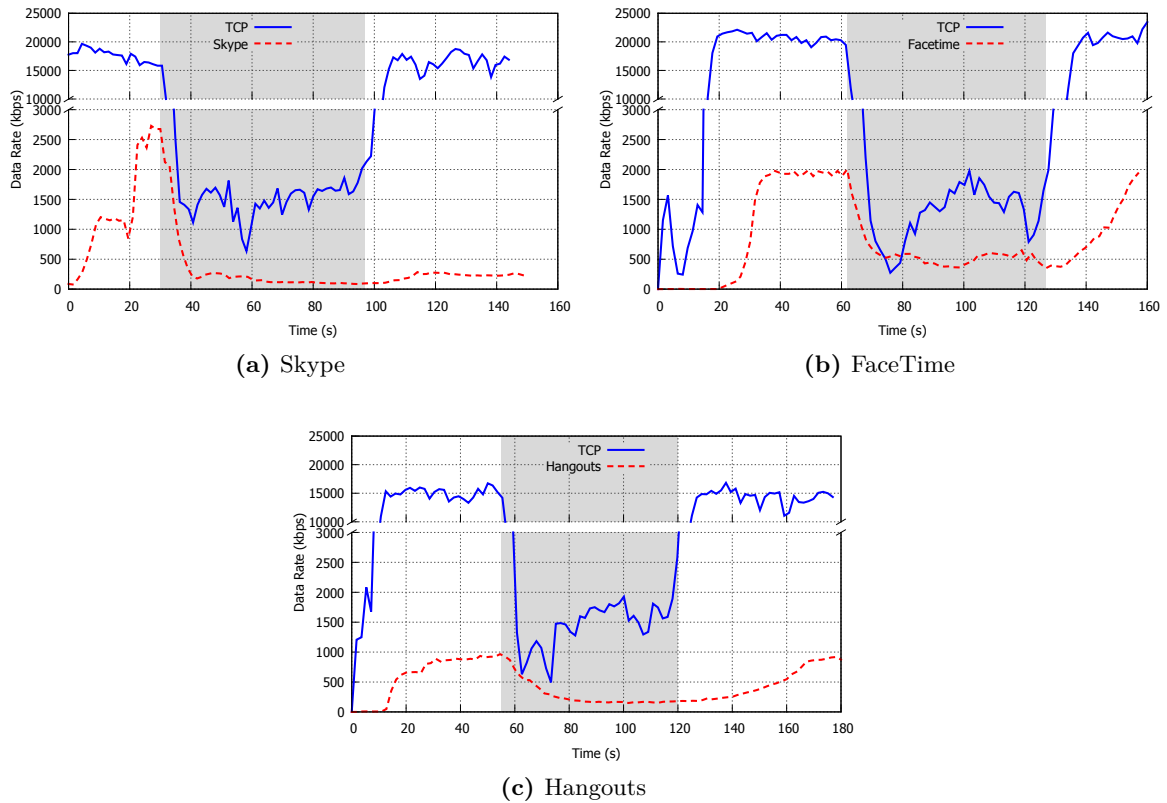 25000
20000
15000
10000
3000
2500
2000
1500
1000
500
0
Data Rate (kbps)
TCP
Skype
0 20 40 60 80 100 120 140 160
Time (s)
(a) Skype
25000
20000
15000
10000
3000
2500
2000
1500
1000
500
0
Data Rate (kbps)
TCP
Facetime
0 20 40 60 80 100 120 140 160
Time (s)
(b) FaceTime
25000
20000
15000
10000
3000
2500
2000
1500
1000
500
0
Data Rate (kbps)
TCP
Hangouts
0 20 40 60 80 100 120 140 160 180
Time (s)
(c) Hangouts